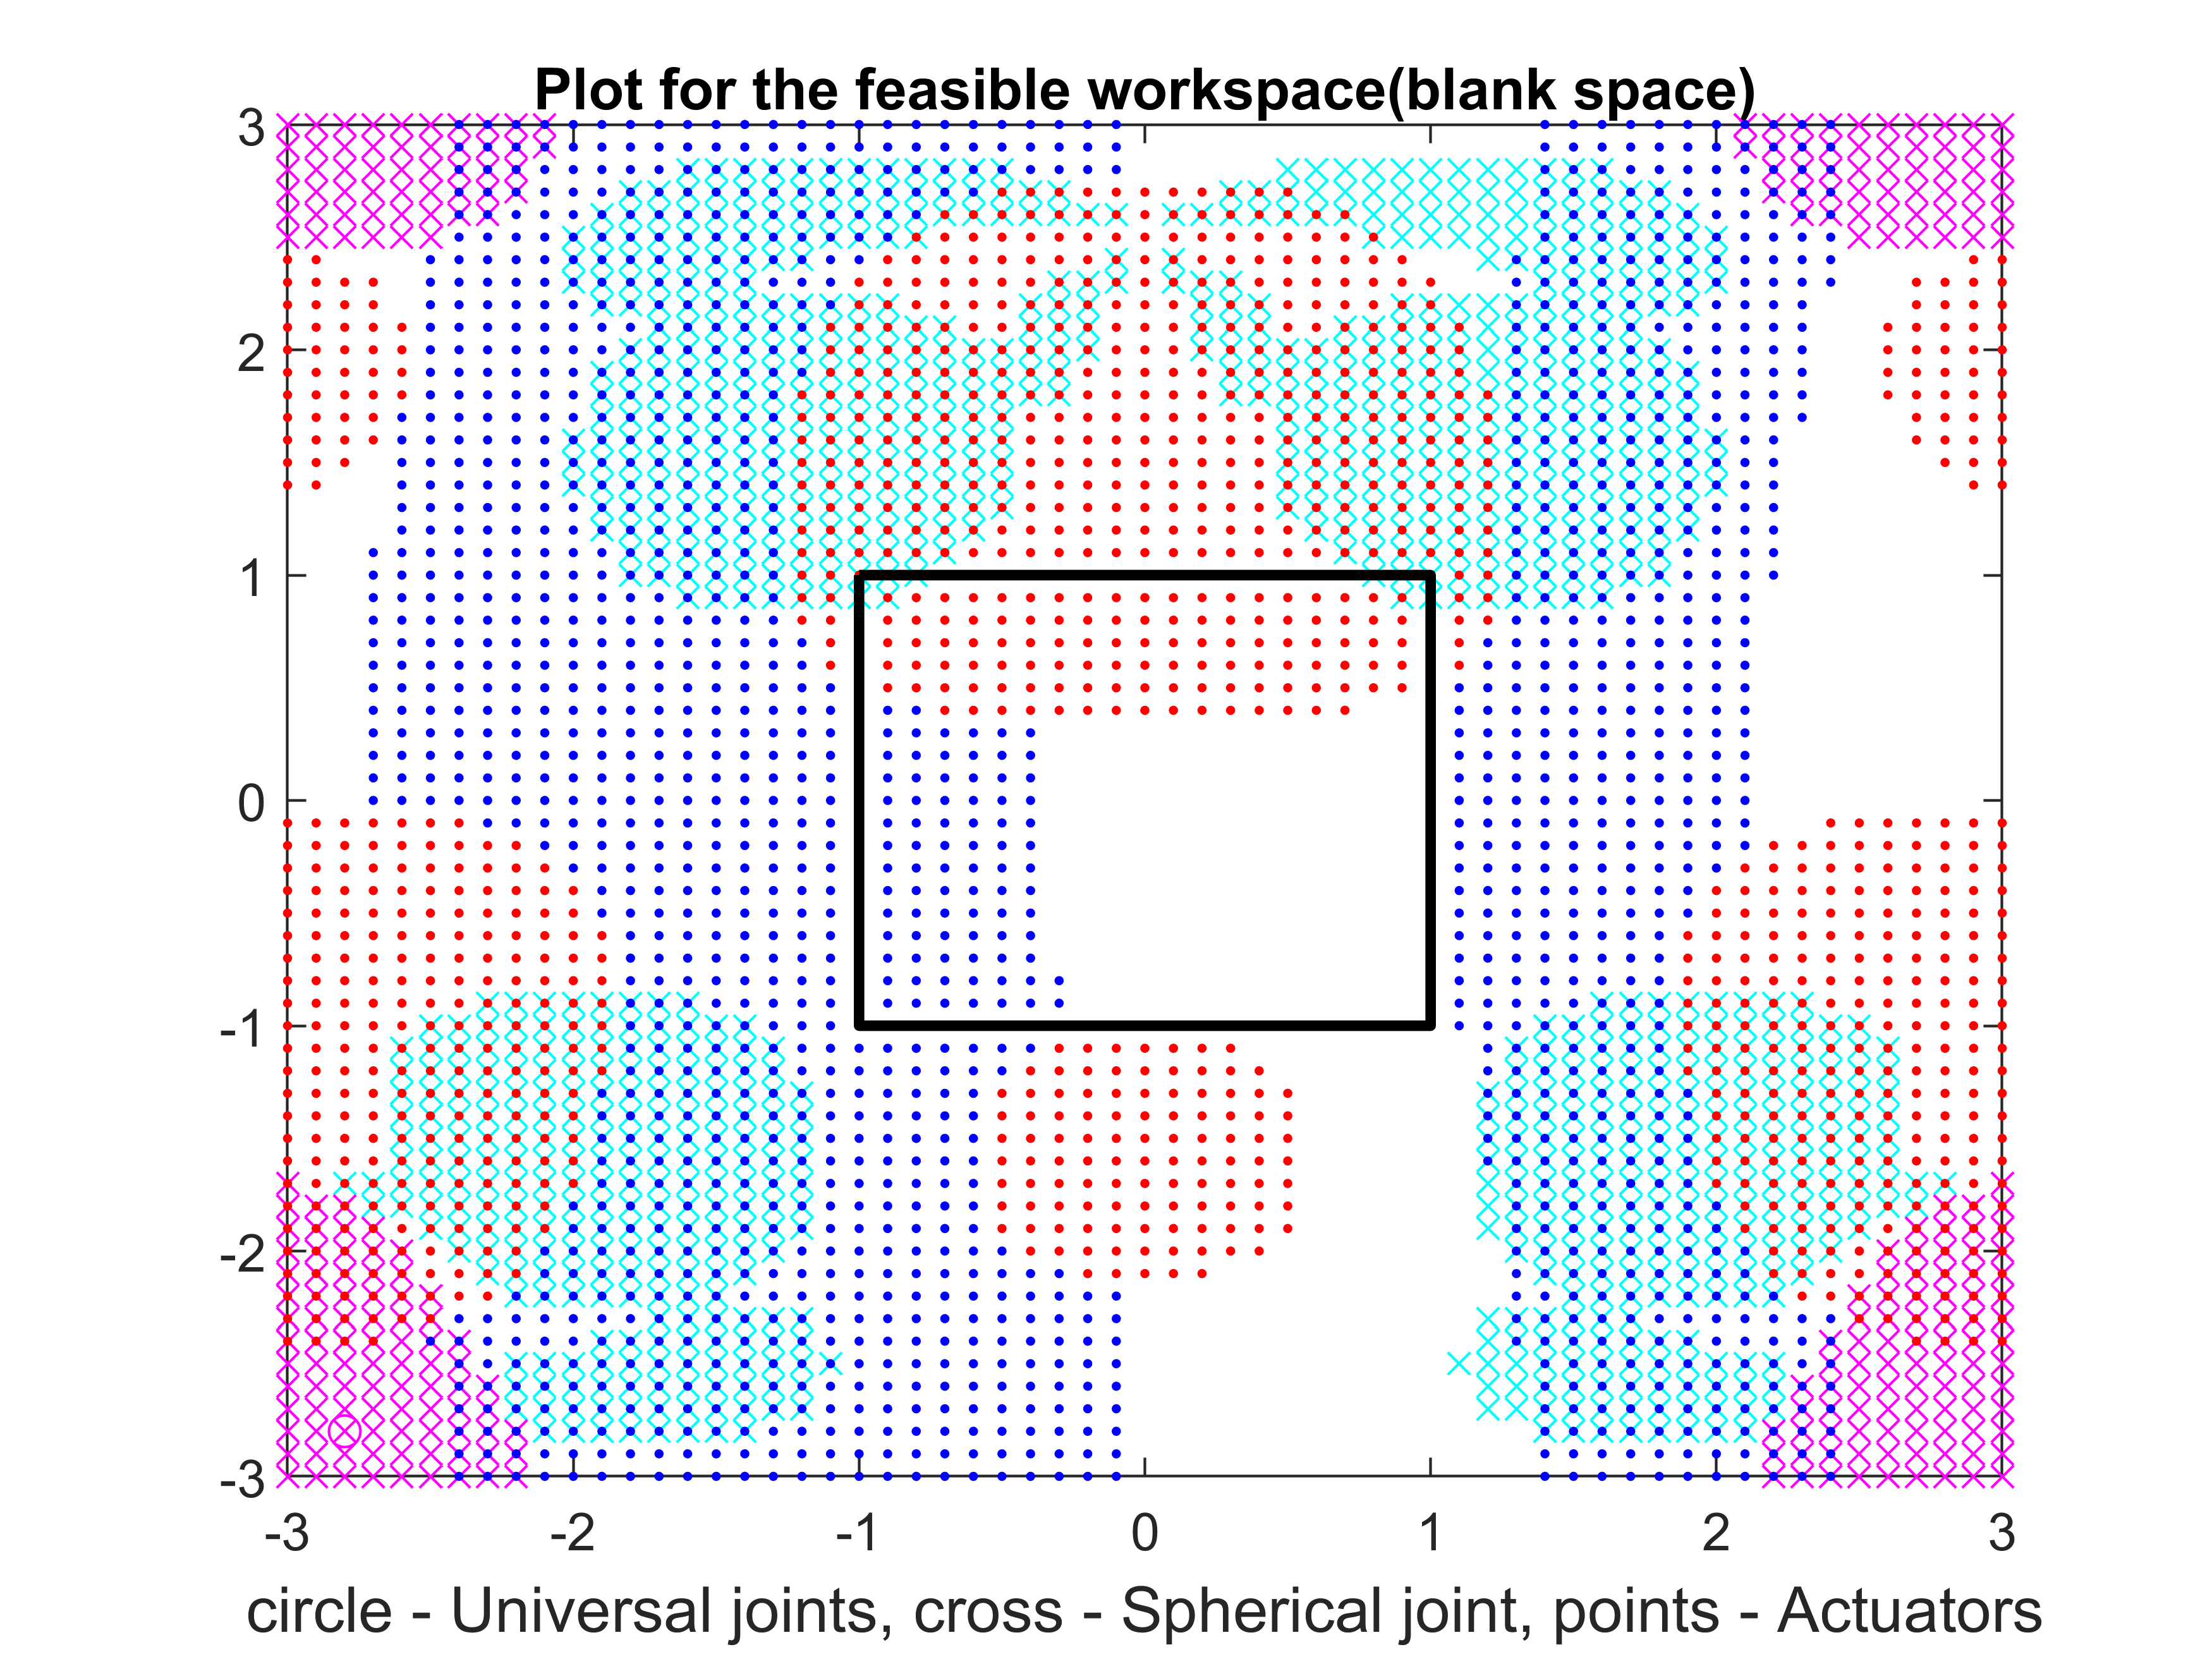 Plot for the feasible workspace(blank space)
3
2
1
0
-1
-2
-3
-3 -2 -1 0 1 2 3
circle - Universal joints, cross - Spherical joint, points - Actuators